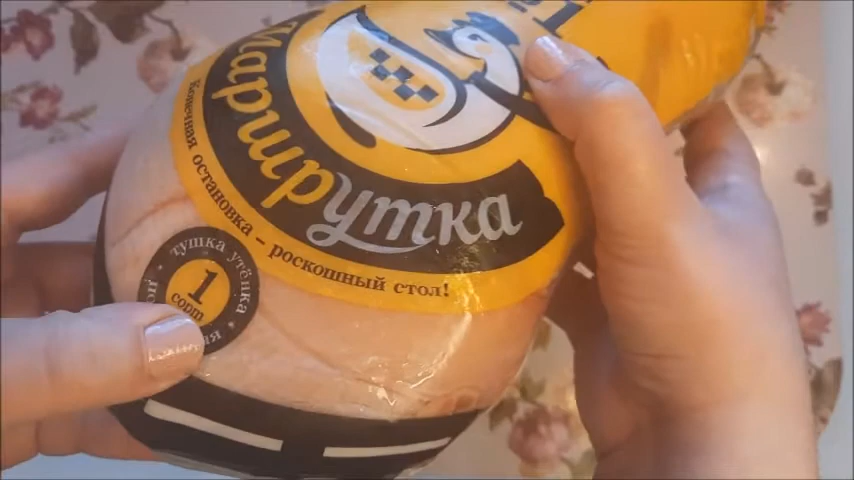 Маршрутка
Конечная остановка – роскошный стол!
тушка утёнка
1
сорт